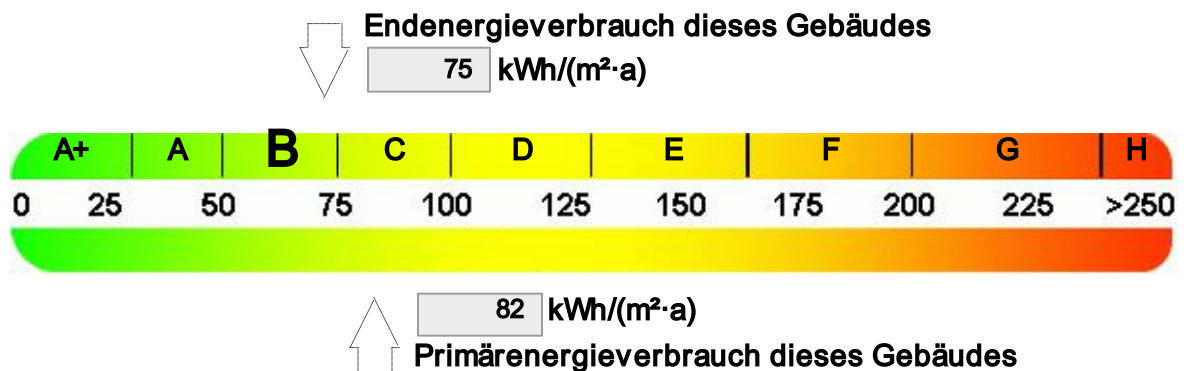 Endenergieverbrauch dieses Gebäudes
75 kWh/(m²·a)
A+ A B C D E F G H
0 25 50 75 100 125 150 175 200 225 >250
82 kWh/(m²·a)
Primärenergieverbrauch dieses Gebäudes